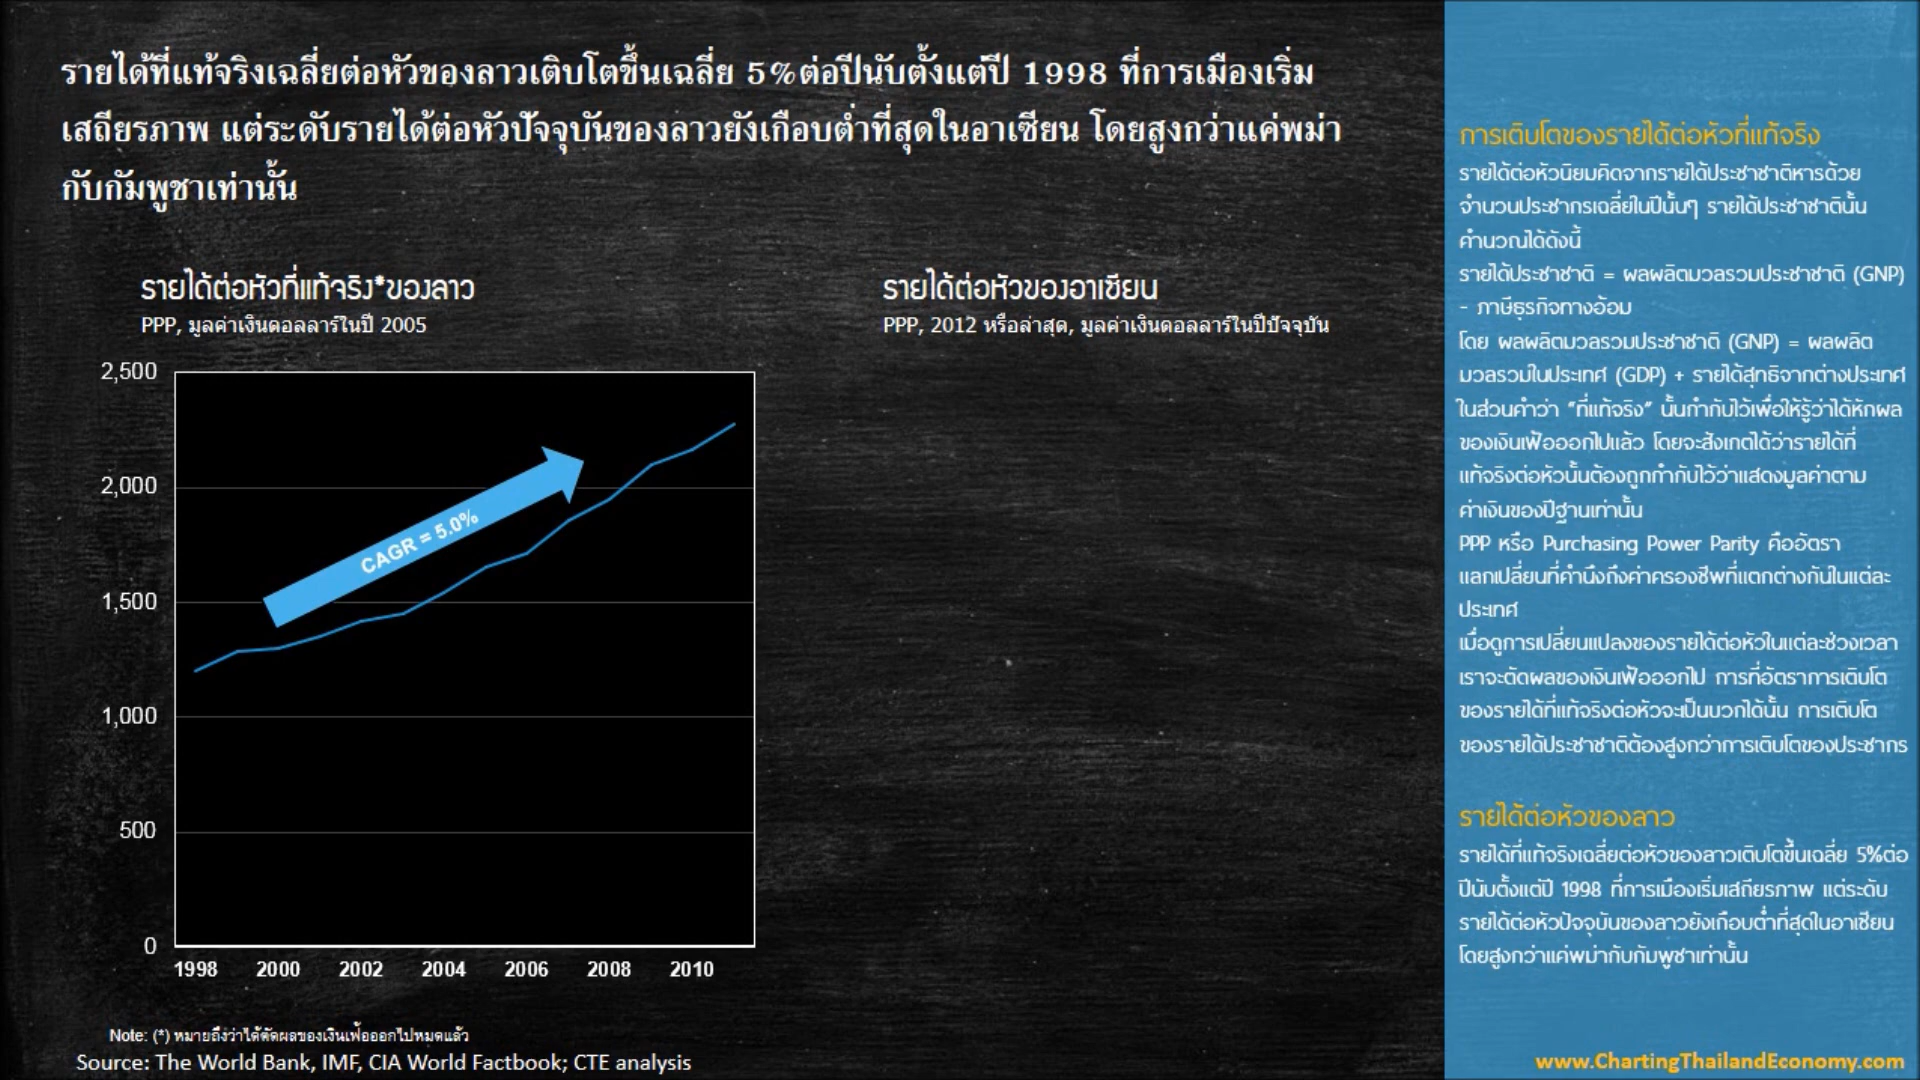 รายได้ที่แท้จริงเฉลี่ยต่อหัวของลาวเติบโตขึ้นเฉลี่ย 5%ต่อปีนับตั้งแต่ปี 1998 ที่การเมืองเริ่ม
เสถียรภาพ แต่ระดับรายได้ต่อหัวปัจจุบันของลาวยังเกือบต่ำที่สุดในอาเซียน โดยสูงกว่าแค่พม่า
กับกัมพูชาเท่านั้น
รายได้ต่อหัวที่แท้จริง*ของลาว
PPP, มูลค่าเงินดอลลาร์ในปี 2005
2,500
2,000
1,500
1,000
500
0
CAGR = 5.0%
1998 2000 2002 2004 2006 2008 2010
รายได้ต่อหัวของอาเซียน
PPP, 2012 หรือล่าสุด, มูลค่าเงินดอลลาร์ในปีปัจจุบัน
Note: (*) หมายถึงว่าได้ตัดผลของเงินเฟ้อออกไปหมดแล้ว
Source: The World Bank, IMF, CIA World Factbook; CTE analysis
การเติบโตของรายได้ต่อหัวที่แท้จริง
รายได้ต่อหัวนิยมคิดจากรายได้ประชาชาติหารด้วย
จำนวนประชากรเฉลี่ยในปีนั้นๆ รายได้ประชาชาตินั้น
คำนวณได้ดังนี้
รายได้ประชาชาติ = ผลผลิตมวลรวมประชาชาติ (GNP)
- ภาษีธุรกิจทางอ้อม
โดย ผลผลิตมวลรวมประชาชาติ (GNP) = ผลผลิต
มวลรวมในประเทศ (GDP) + รายได้สุทธิจากต่างประเทศ
ในส่วนคำว่า “ที่แท้จริง” นั้นกำกับไว้เพื่อให้รู้ว่าได้หักผล
ของเงินเฟ้อออกไปแล้ว โดยจะสังเกตได้ว่ารายได้ที่
แท้จริงต่อหัวนั้นต้องถูกกำกับไว้ว่าแสดงมูลค่าตาม
ค่าเงินของปีฐานเท่านั้น
PPP หรือ Purchasing Power Parity คืออัตรา
แลกเปลี่ยนที่คำนึงถึงค่าครองชีพที่แตกต่างกันในแต่ละ
ประเทศ
เมื่อดูการเปลี่ยนแปลงของรายได้ต่อหัวในแต่ละช่วงเวลา
เราจะตัดผลของเงินเฟ้อออกไป การที่อัตราการเติบโต
ของรายได้ที่แท้จริงต่อหัวจะเป็นบวกได้นั้น การเติบโต
ของรายได้ประชาชาติต้องสูงกว่าการเติบโตของประชากร
รายได้ต่อหัวของลาว
รายได้ที่แท้จริงเฉลี่ยต่อหัวของลาวเติบโตขึ้นเฉลี่ย 5%ต่อ
ปีนับตั้งแต่ปี 1998 ที่การเมืองเริ่มเสถียรภาพ แต่ระดับ
รายได้ต่อหัวปัจจุบันของลาวยังเกือบต่ำที่สุดในอาเซียน
โดยสูงกว่าแค่พม่ากับกัมพูชาเท่านั้น
www.ChartingThailandEconomy.com